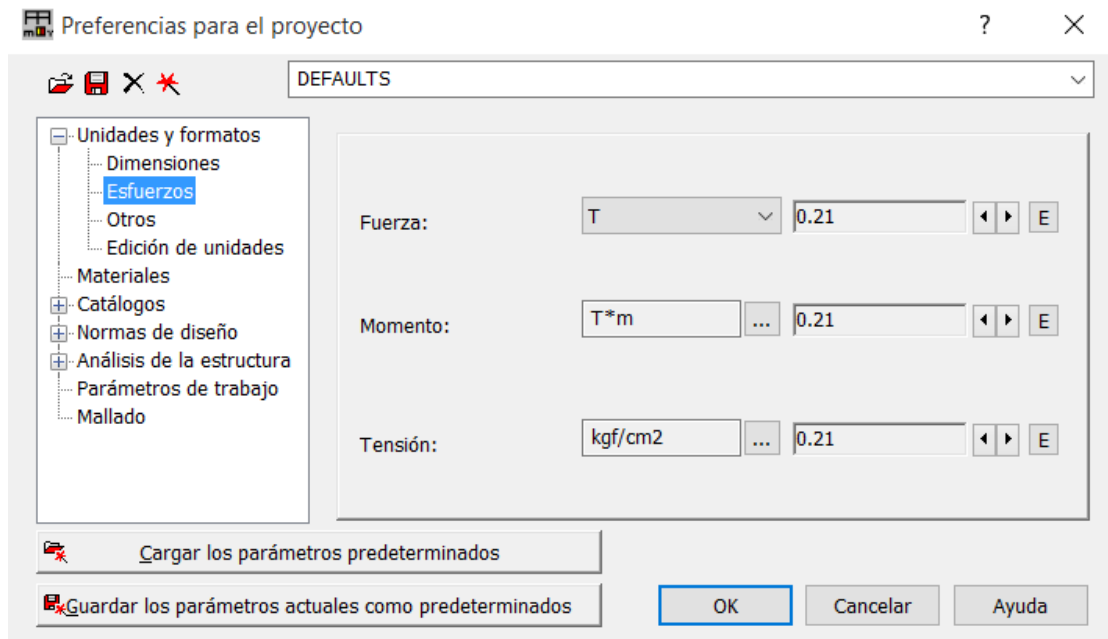 Preferencias para el proyecto
?
DEFAULTS
Unidades y formatos
Dimensiones
Esfuerzos
Otros
Edición de unidades
Materiales
Catálogos
Normas de diseño
Análisis de la estructura
Parámetros de trabajo
Mallado
Fuerza: T 0.21 E
Momento: T*m ... 0.21 E
Tensión: kgf/cm2 ... 0.21 E
Cargar los parámetros predeterminados
Guardar los parámetros actuales como predeterminados
OK Cancelar Ayuda